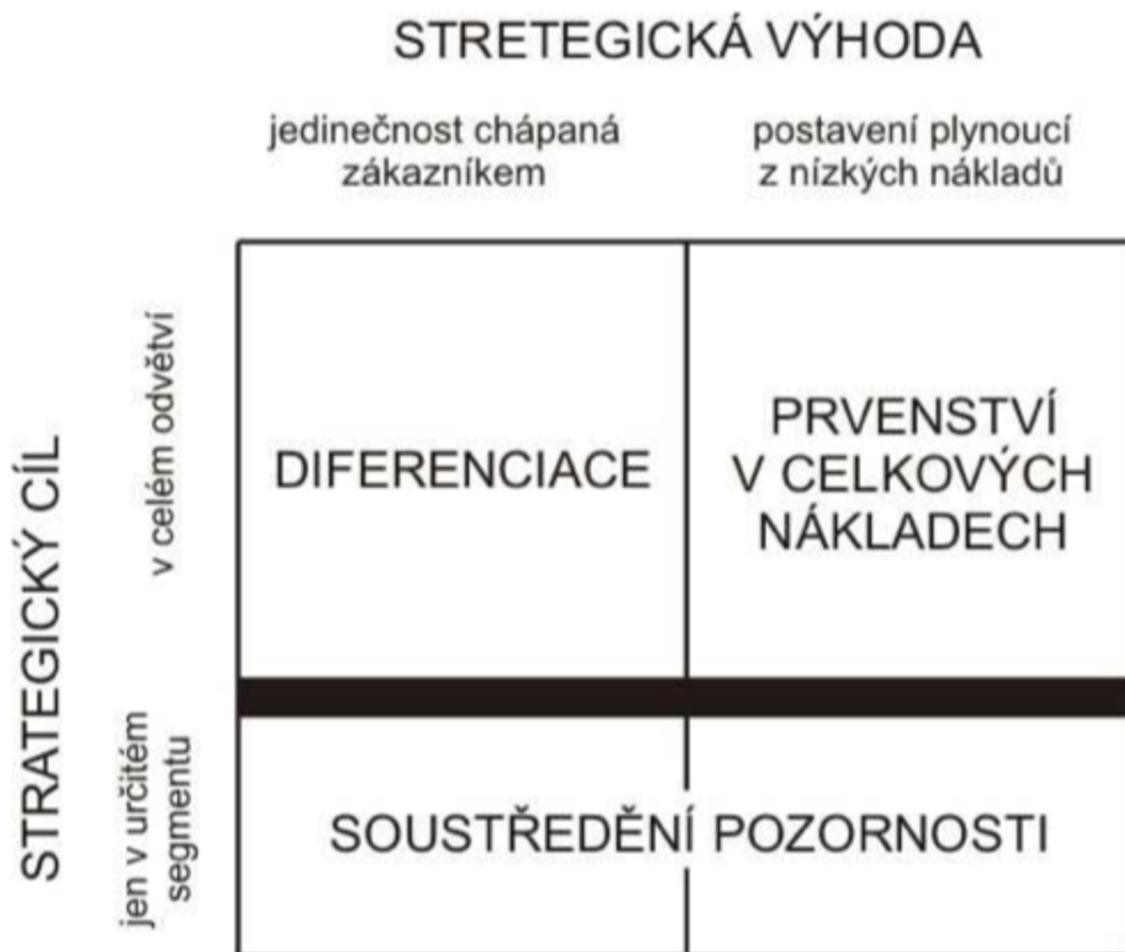 STRETEGICKÁ VÝHODA
jedinečnost chápaná
zákazníkem
postavení plynoucí
z nízkých nákladů
STRATEGICKÝ CÍL
v celém odvětví
DIFERENCIACE
PRVENSTVÍ
V CELKOVÝCH
NÁKLADECH
jen v určitém
segmentu
SOUSTŘEDĚNÍ POZORNOSTI